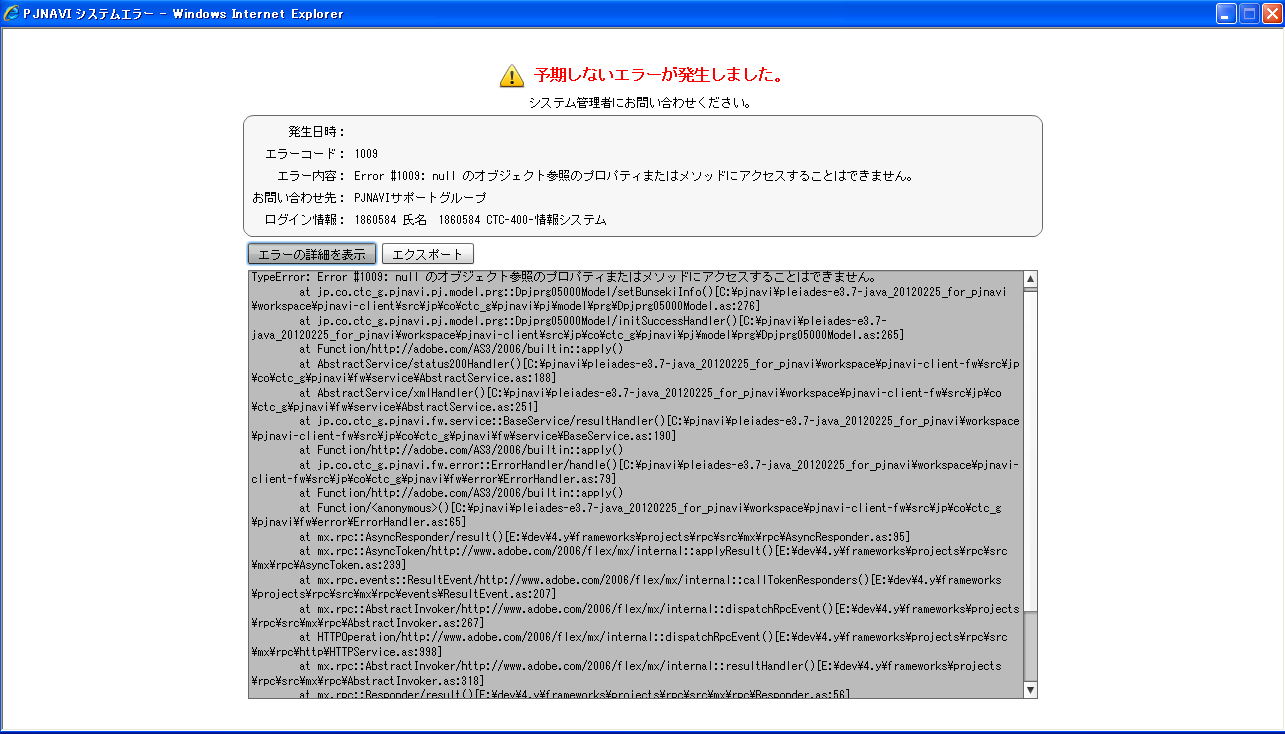 PJNAVI システムエラー - Windows Internet Explorer
予期しないエラーが発生しました。
システム管理者にお問い合わせください。
発生日時：
エラーコード： 1009
エラー内容： Error #1009: null のオブジェクト参照のプロパティまたはメソッドにアクセスすることはできません。
お問い合わせ先： PJNAVIサポートグループ
ログイン情報： 1860584 氏名　1860584 CTC-400-情報システム
エラーの詳細を表示 エクスポート
TypeError: Error #1009: null のオブジェクト参照のプロパティまたはメソッドにアクセスすることはできません。
at jp.co.ctc_g.pjnavi.pj.model.prg::Dpjprg05000Model/setBunsekiInfo()[C:¥pjnavi¥pleiades-e3.7-java_20120225_for_pjnavi
¥workspace¥pjnavi-client¥src¥jp¥co¥ctc_g¥pjnavi¥pj¥model¥prg¥Dpjprg05000Model.as:276]
at jp.co.ctc_g.pjnavi.pj.model.prg::Dpjprg05000Model/initSuccessHandler()[C:¥pjnavi¥pleiades-e3.7-
java_20120225_for_pjnavi¥workspace¥pjnavi-client¥src¥jp¥co¥ctc_g¥pjnavi¥pj¥model¥prg¥Dpjprg05000Model.as:265]
at Function/http://adobe.com/AS3/2006/builtin::apply()
at AbstractService/status200Handler()[C:¥pjnavi¥pleiades-e3.7-java_20120225_for_pjnavi¥workspace¥pjnavi-client-fw¥src¥jp
¥co¥ctc_g¥pjnavi¥fw¥service¥AbstractService.as:188]
at AbstractService/xmlHandler()[C:¥pjnavi¥pleiades-e3.7-java_20120225_for_pjnavi¥workspace¥pjnavi-client-fw¥src¥jp¥co
¥ctc_g¥pjnavi¥fw¥service¥AbstractService.as:251]
at jp.co.ctc_g.pjnavi.fw.service::BaseService/resultHandler()[C:¥pjnavi¥pleiades-e3.7-java_20120225_for_pjnavi¥workspace
¥pjnavi-client-fw¥src¥jp¥co¥ctc_g¥pjnavi¥fw¥service¥BaseService.as:190]
at Function/http://adobe.com/AS3/2006/builtin::apply()
at jp.co.ctc_g.pjnavi.fw.error::ErrorHandler/handle()[C:¥pjnavi¥pleiades-e3.7-java_20120225_for_pjnavi¥workspace¥pjnavi-
client-fw¥src¥jp¥co¥ctc_g¥pjnavi¥fw¥error¥ErrorHandler.as:79]
at Function/http://adobe.com/AS3/2006/builtin::apply()
at Function/<anonymous>()[C:¥pjnavi¥pleiades-e3.7-java_20120225_for_pjnavi¥workspace¥pjnavi-client-fw¥src¥jp¥co¥ctc_g
¥pjnavi¥fw¥error¥ErrorHandler.as:65]
at mx.rpc::AsyncResponder/result()[E:¥dev¥4.y¥frameworks¥projects¥rpc¥src¥mx¥rpc¥AsyncResponder.as:95]
at mx.rpc::AsyncToken/http://www.adobe.com/2006/flex/mx/internal::applyResult()[E:¥dev¥4.y¥frameworks¥projects¥rpc¥src
¥mx¥rpc¥AsyncToken.as:239]
at mx.rpc.events::ResultEvent/http://www.adobe.com/2006/flex/mx/internal::callTokenResponders()[E:¥dev¥4.y¥frameworks
¥projects¥rpc¥src¥mx¥rpc¥events¥ResultEvent.as:207]
at mx.rpc::AbstractInvoker/http://www.adobe.com/2006/flex/mx/internal::dispatchRpcEvent()[E:¥dev¥4.y¥frameworks¥projects
¥rpc¥src¥mx¥rpc¥AbstractInvoker.as:267]
at HTTPOperation/http://www.adobe.com/2006/flex/mx/internal::dispatchRpcEvent()[E:¥dev¥4.y¥frameworks¥projects¥rpc¥src
¥mx¥rpc¥http¥HTTPService.as:998]
at mx.rpc::AbstractInvoker/http://www.adobe.com/2006/flex/mx/internal::resultHandler()[E:¥dev¥4.y¥frameworks¥projects
¥rpc¥src¥mx¥rpc¥AbstractInvoker.as:318]
at mx.rpc::Responder/result()[E:¥dev¥4.y¥frameworks¥projects¥rpc¥src¥mx¥rpc¥Responder.as:56]